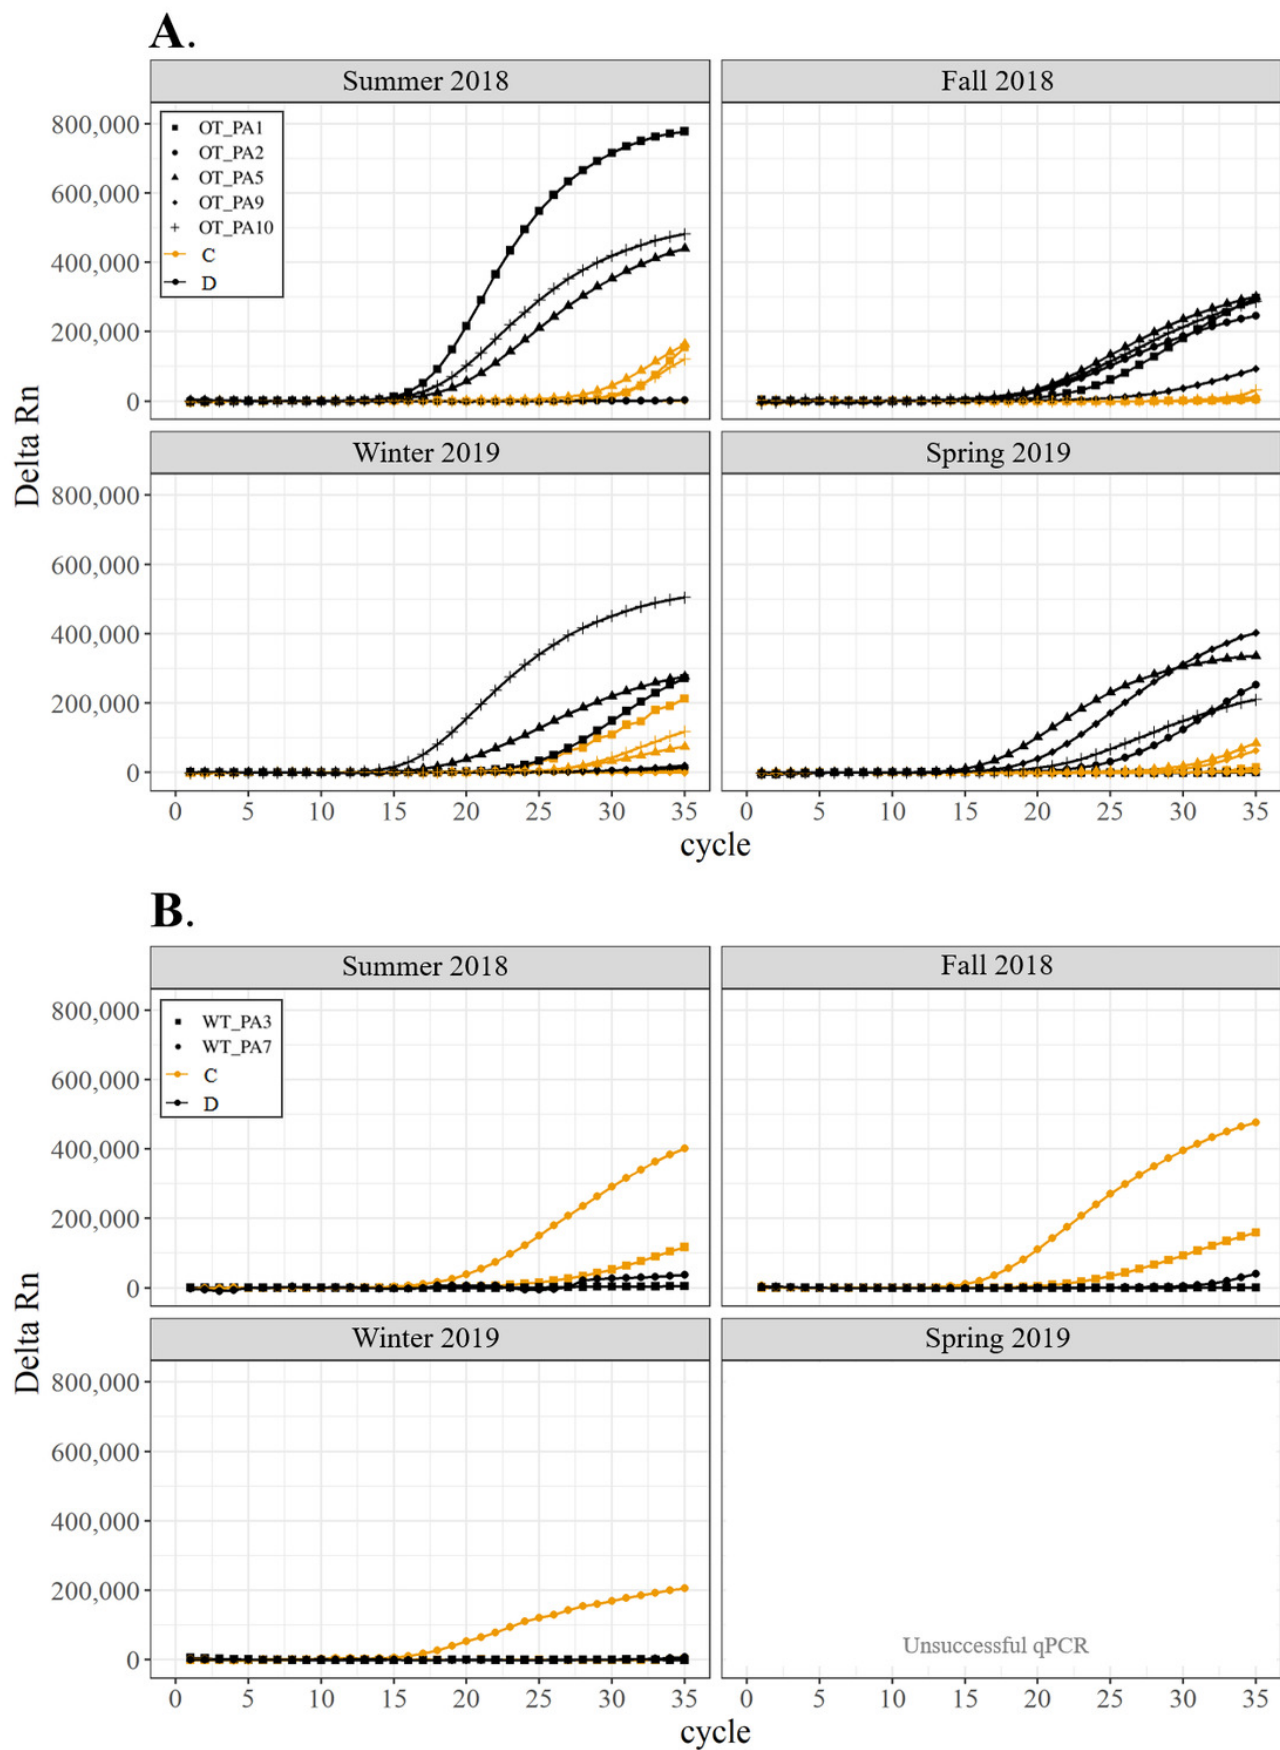 A.
Summer 2018
Fall 2018
OT_PA1
OT_PA2
OT_PA5
OT_PA9
OT_PA10
C
D
800,000
600,000
400,000
200,000
0
Winter 2019
Spring 2019
800,000
600,000
400,000
200,000
0
Delta Rn
0 5 10 15 20 25 30 35
0 5 10 15 20 25 30 35
cycle
B.
Summer 2018
Fall 2018
WT_PA3
WT_PA7
C
D
800,000
600,000
400,000
200,000
0
Winter 2019
Spring 2019
800,000
600,000
400,000
200,000
0
Delta Rn
Unsuccessful qPCR
0 5 10 15 20 25 30 35
0 5 10 15 20 25 30 35
cycle